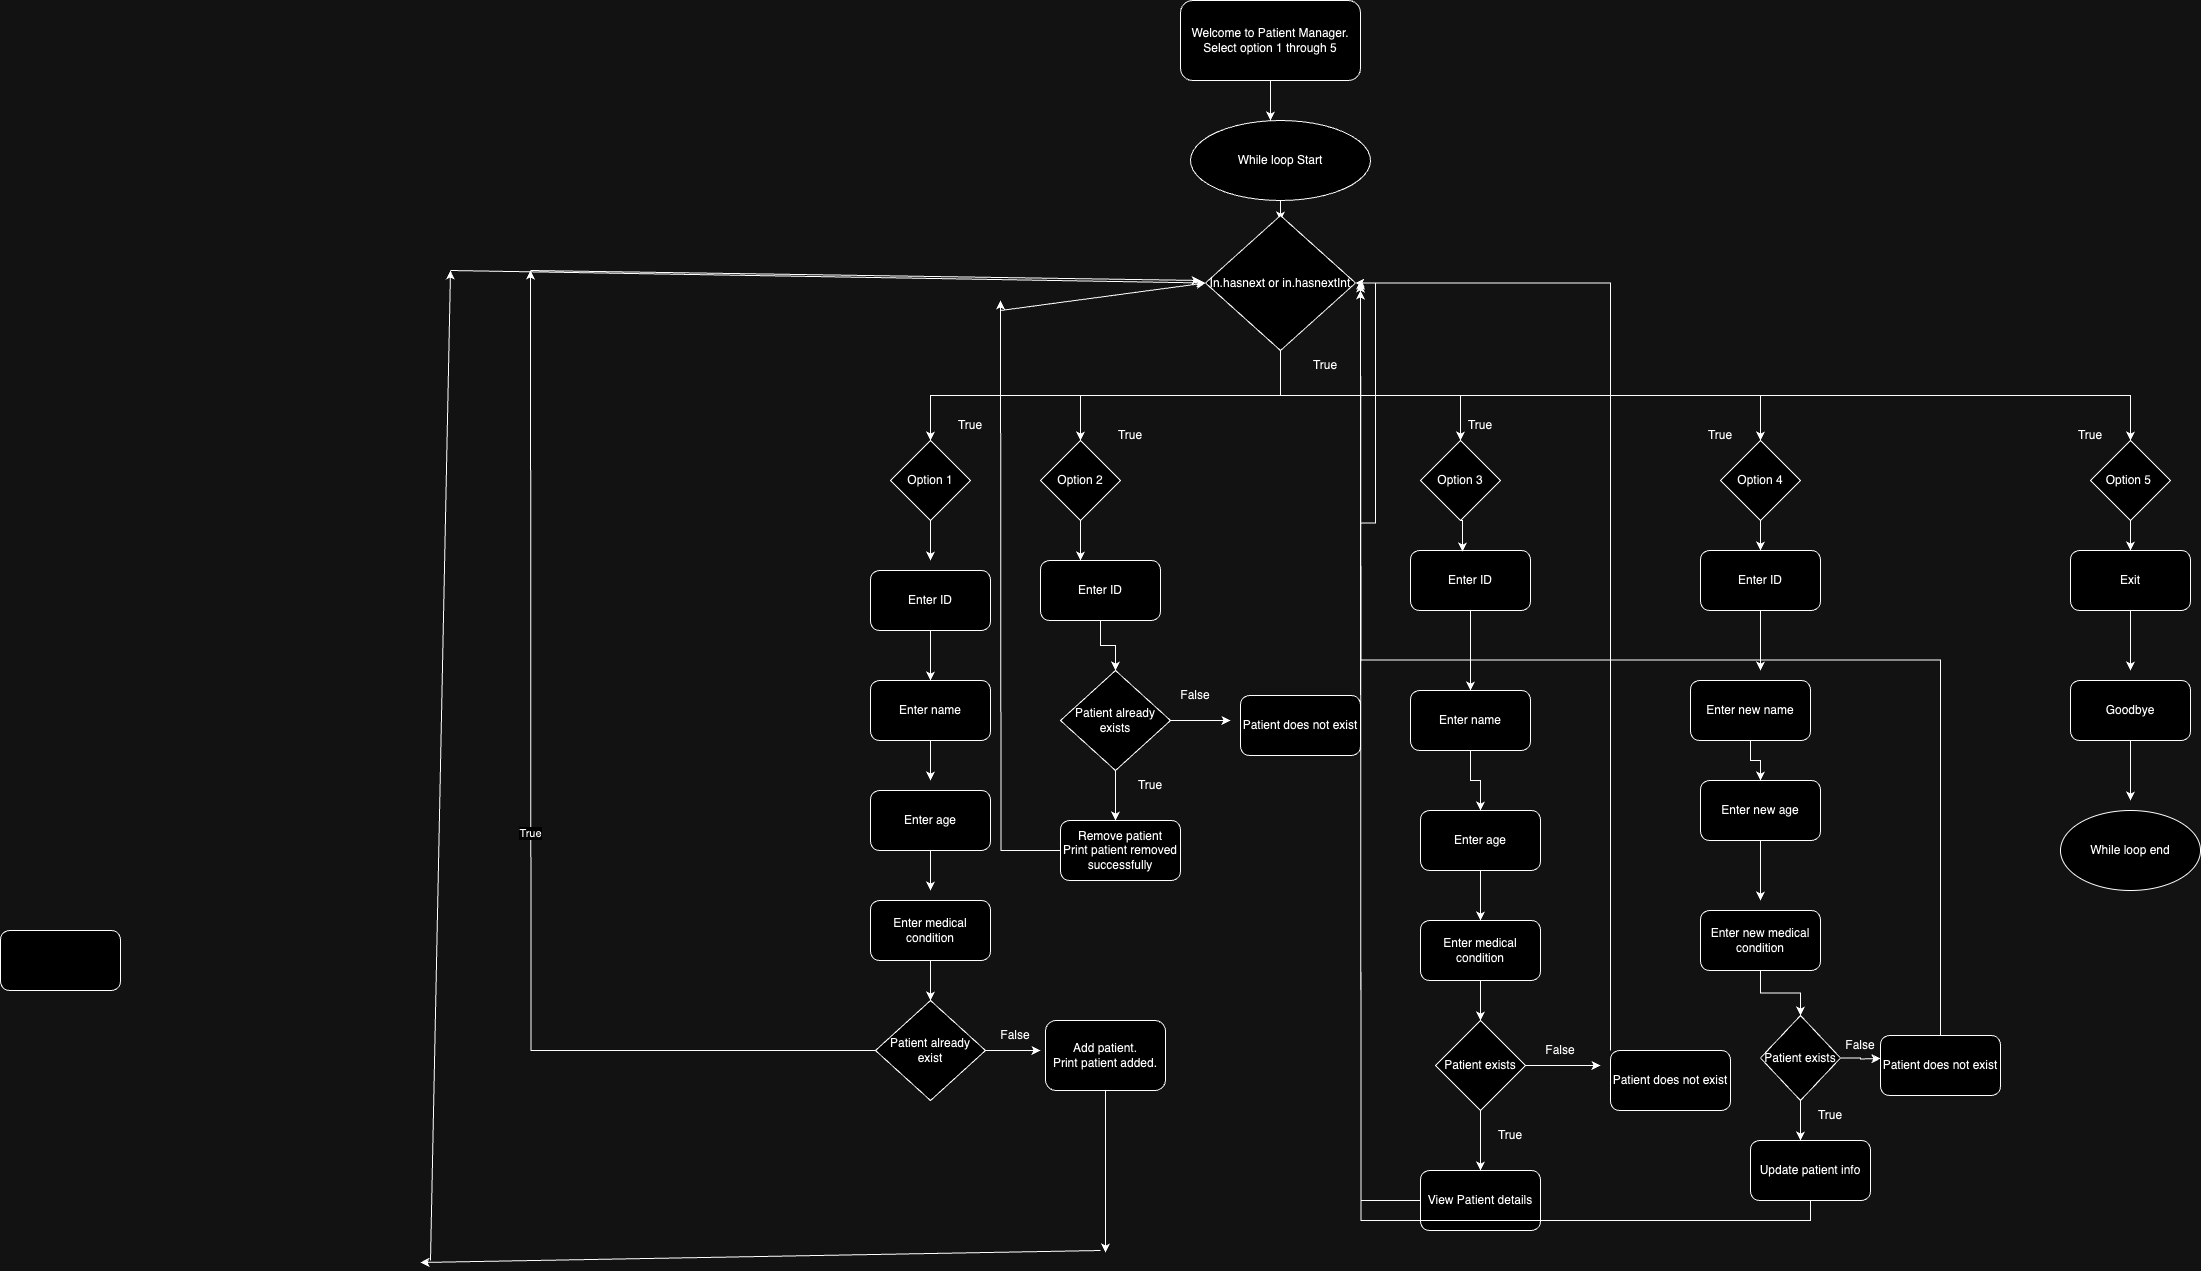 Welcome to Patient Manager.
Select option 1 through 5
While loop Start
In.hasnext or in.hasnextInt
True
True
True
True
True
True
Option 1
Option 2
Option 3
Option 4
Option 5
Enter ID
Enter ID
Enter ID
Enter ID
Exit
Enter name
Patient already
exists
False
Patient does not exist
Enter name
Enter new name
Goodbye
True
Enter age
True
Remove patient
Print patient removed
successfully
Enter age
Enter new age
While loop end
Enter medical
condition
Enter medical
condition
Enter new medical
condition
Patient already
exist
False
Add patient.
Print patient added.
Patient exists
False
Patient does not exist
Patient exists
False
Patient does not exist
True
True
View Patient details
Update patient info